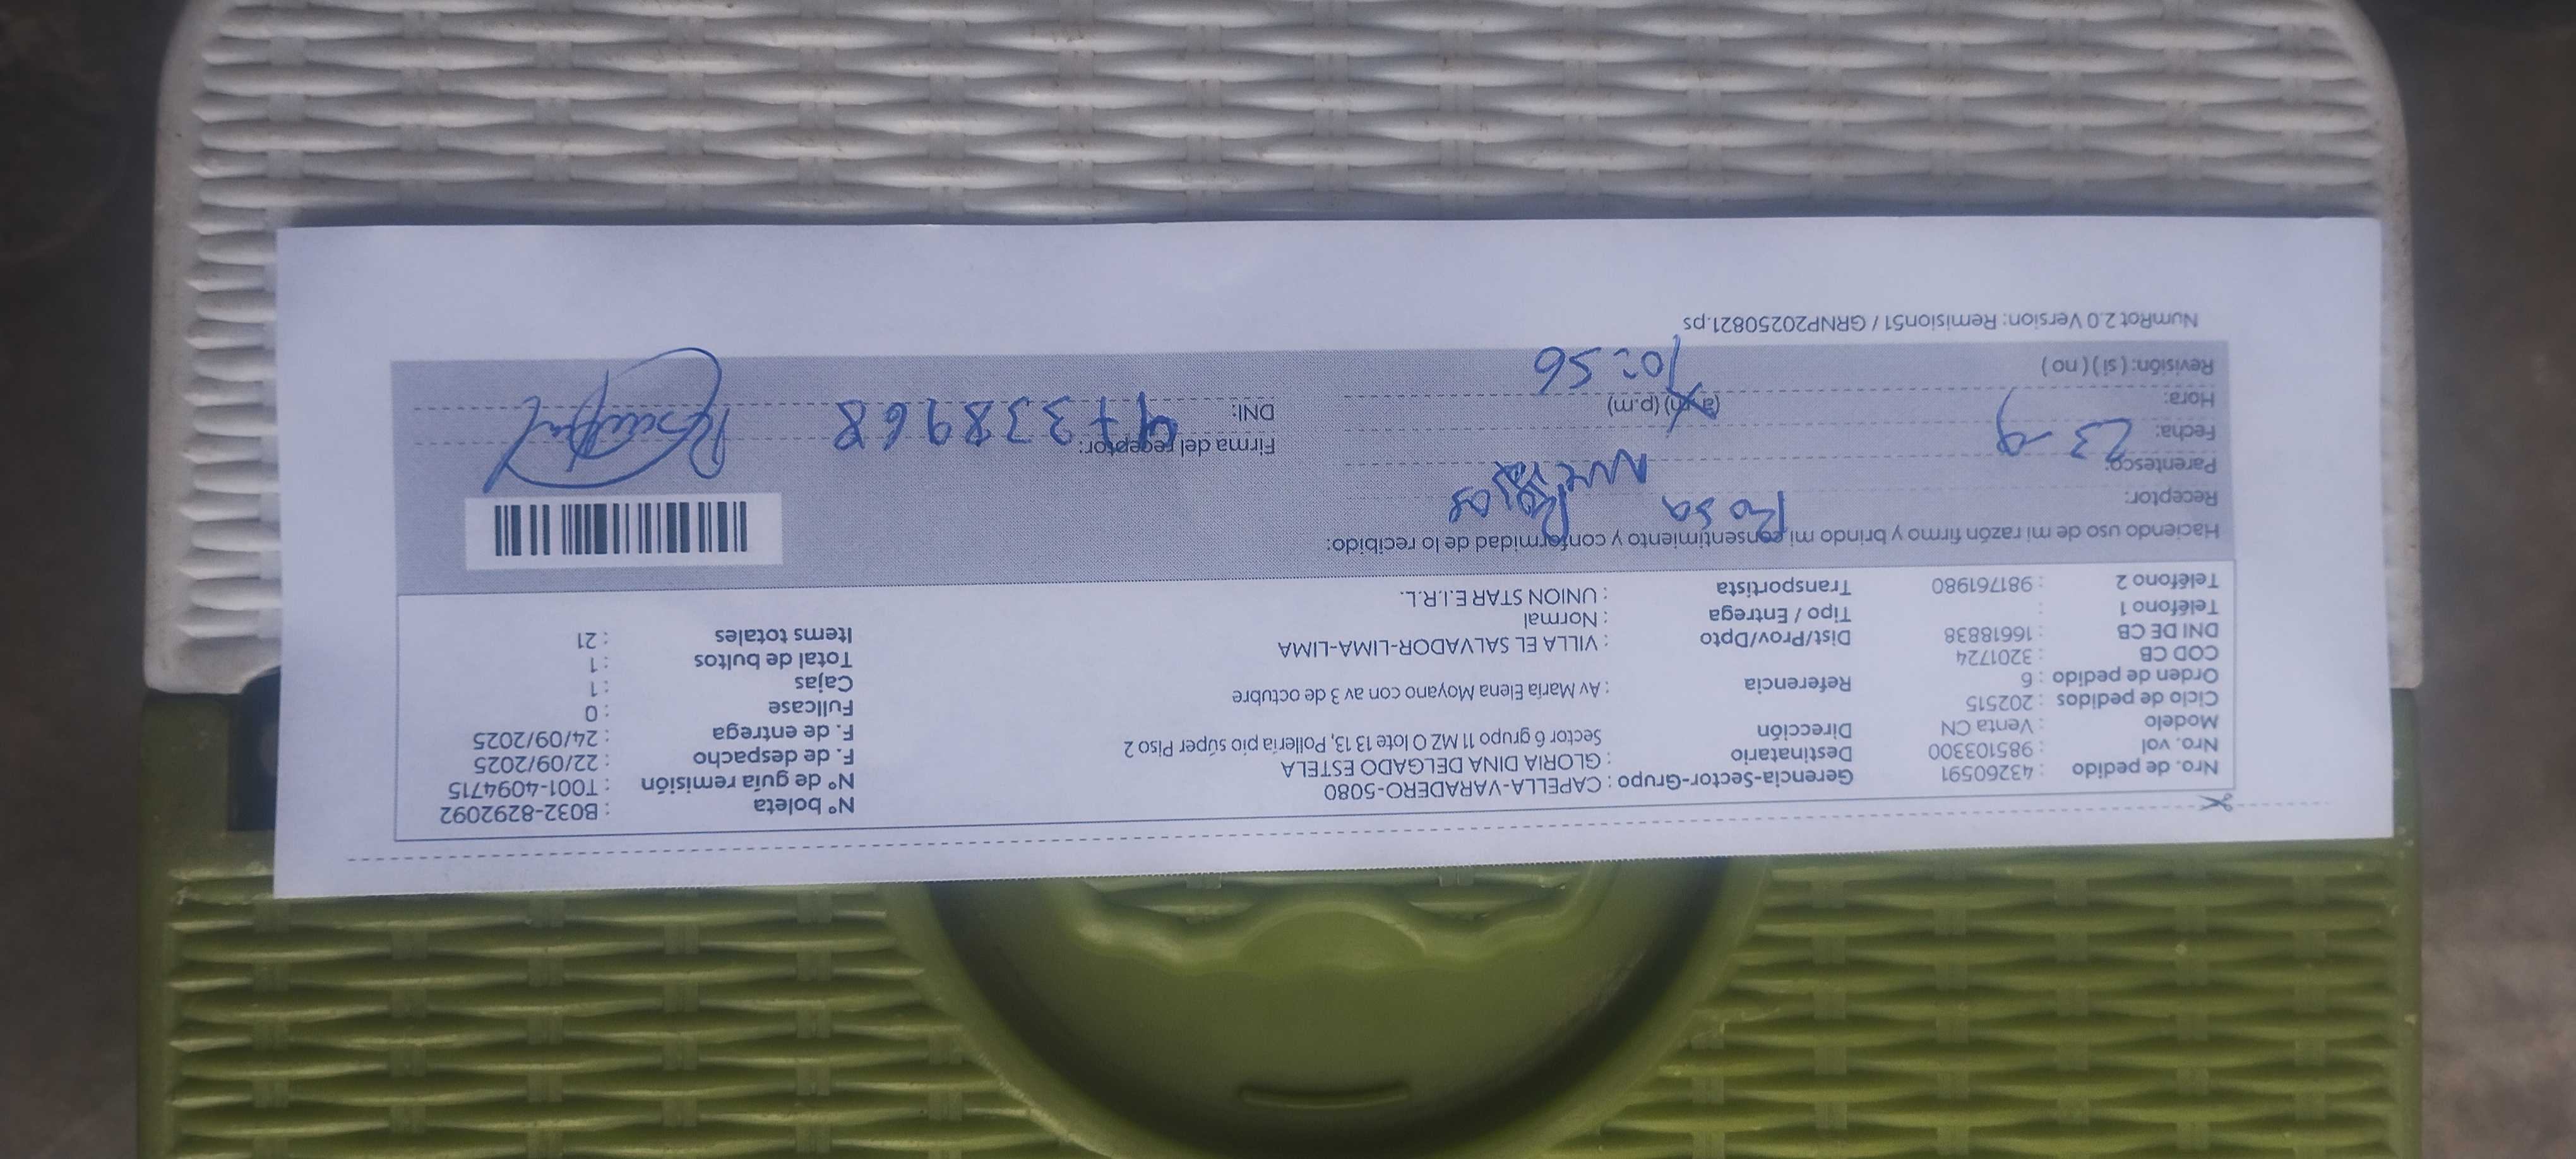 Nro. de pedido : 43260591 Gerencia-Sector-Grupo : CAPELLA-VARADERO-5080 N° boleta : B032-8292092
Nro. vol : 985103300 Destinatario : GLORIA DINA DELGADO ESTELA N° de guía remisión : T001-4094715
Modelo : Venta CN Dirección Sector 6 grupo 11 MZ O lote 13 13, Pollería pío súper Piso 2 F. de despacho : 22/09/2025
Ciclo de pedidos : 202515 F. de entrega : 24/09/2025
Orden de pedido : 6 Referencia : Av María Elena Moyano con av 3 de octubre Fullcase : 0
COD CB : 3201724 Cajas : 1
DNI DE CB : 16618838 Dist/Prov/Dpto : VILLA EL SALVADOR-LIMA-LIMA Total de bultos : 1
Teléfono 1 : Tipo / Entrega : Normal Items totales : 21
Teléfono 2 : 981761980 Transportista : UNION STAR E.I.R.L.
Haciendo uso de mi razón firmo y brindo mi consentimiento y conformidad de lo recibido:
Receptor: Rosa
Parentesco: Nuera
Fecha: 23-9 Firma del receptor:
Hora: (a.m) (p.m) DNI: 47338968
Revisión: ( si ) ( no ) 10:56
NumRot 2.0 Version: Remision51 / GRNP20250821.ps